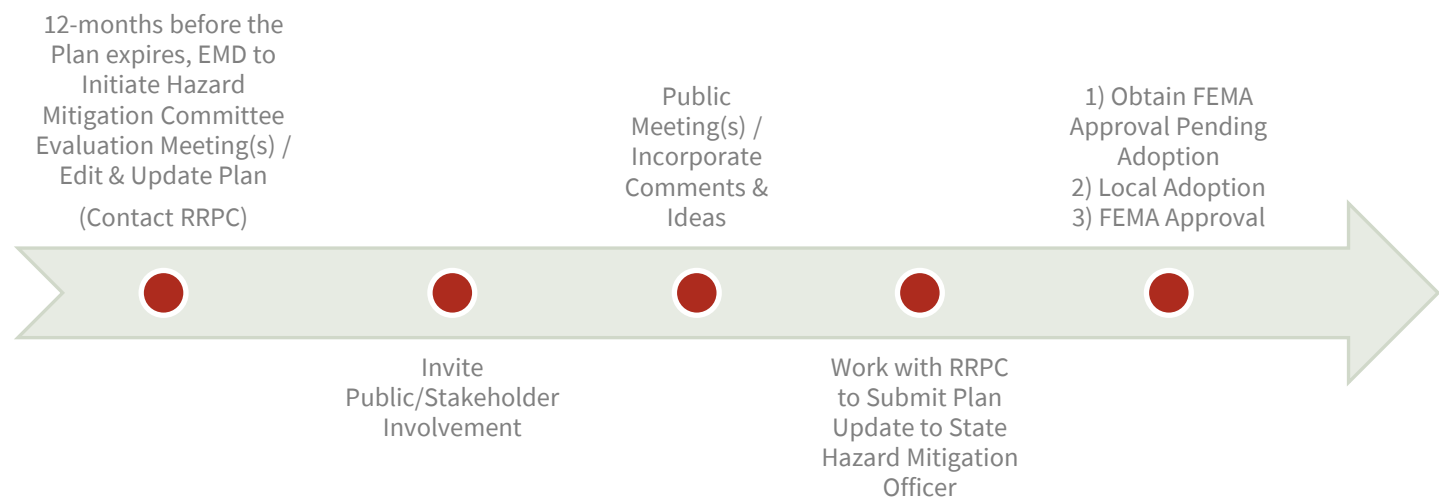 12-months before the
Plan expires, EMD to
Initiate Hazard
Mitigation Committee
Evaluation Meeting(s) /
Edit & Update Plan
(Contact RRPC)
Invite
Public/Stakeholder
Involvement
Public
Meeting(s) /
Incorporate
Comments &
Ideas
Work with RRPC
to Submit Plan
Update to State
Hazard Mitigation
Officer
1) Obtain FEMA
Approval Pending
Adoption
2) Local Adoption
3) FEMA Approval